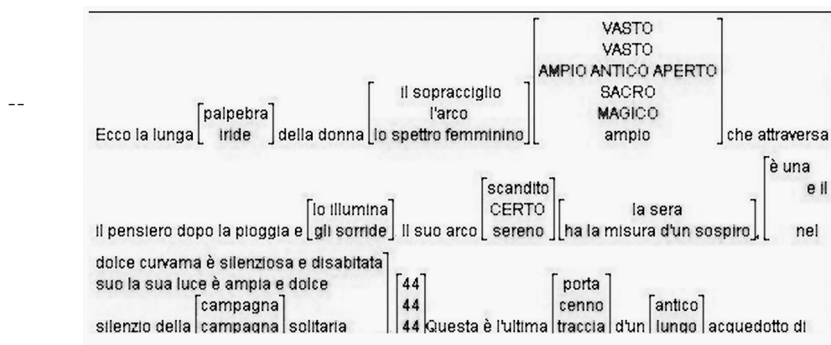 VASTO
VASTO
AMPIO ANTICO APERTO
il sopracciglio SACRO
palpebra l'arco MAGICO
-- Ecco la lunga iride della donna lo spettro femminino ampio che attraversa
è una
scandito e il
lo illumina CERTO la sera
il pensiero dopo la pioggia e gli sorride. Il suo arco sereno ha la misura d'un sospiro, nel
dolce curvama è silenziosa e disabitata
suo la sua luce è ampia e dolce 44 porta
campagna 44 cenno antico
silenzio della campagna solitaria 44 Questa è l'ultima traccia d'un lungo acquedotto di